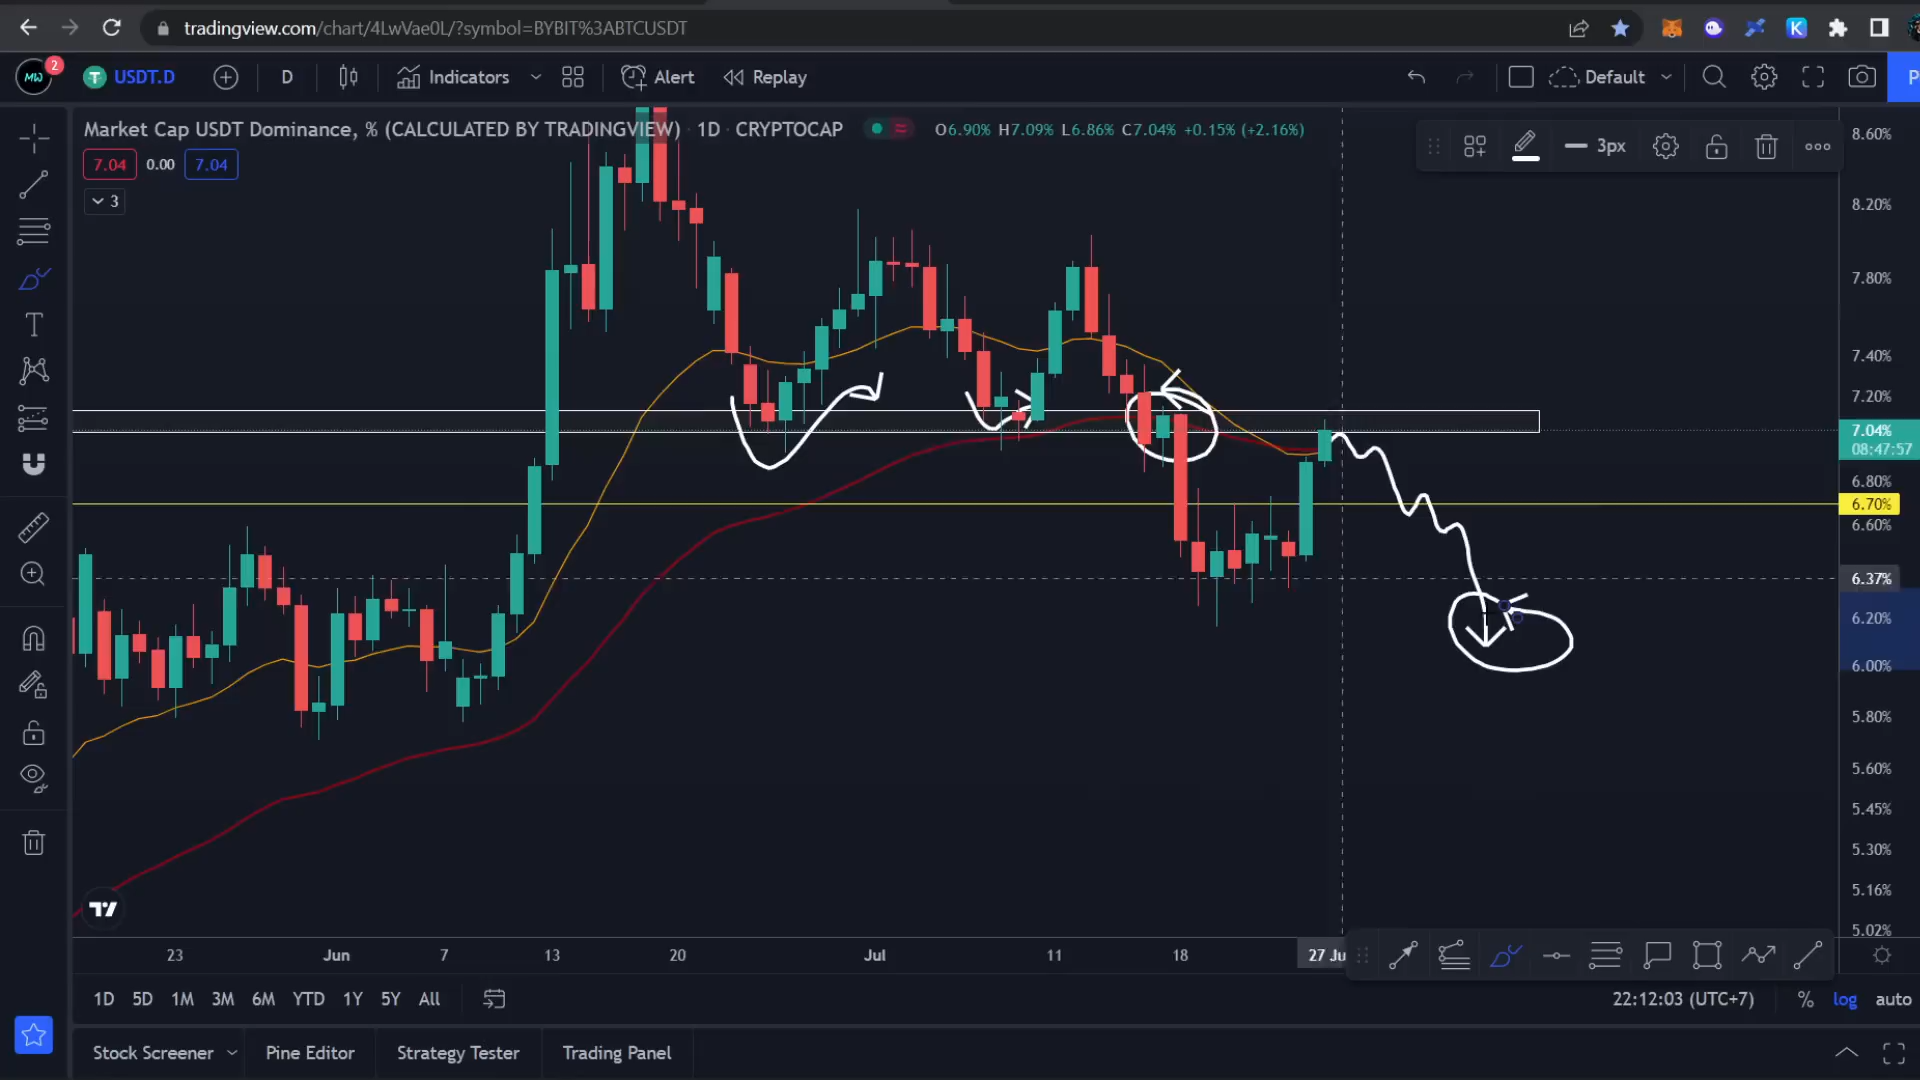 tradingview.com/chart/4LwVae0L/?symbol=BYBIT%3ABTCUSDT
MW 2 USDT.D D Indicators Alert Replay Default
Market Cap USDT Dominance, % (CALCULATED BY TRADINGVIEW) · 1D · CRYPTOCAP O6.90% H7.09% L6.86% C7.04% +0.15% (+2.16%)
7.04 0.00 7.04
3
3px
8.60%
8.20%
7.80%
7.40%
7.20%
7.04%
08:47:57
6.80%
6.70%
6.60%
6.37%
6.20%
6.00%
5.80%
5.60%
5.45%
5.30%
5.16%
5.02%
23 Jun 7 13 20 Jul 11 18 27 Ju
1D 5D 1M 3M 6M YTD 1Y 5Y All 22:12:03 (UTC+7) % log auto
Stock Screener Pine Editor Strategy Tester Trading Panel